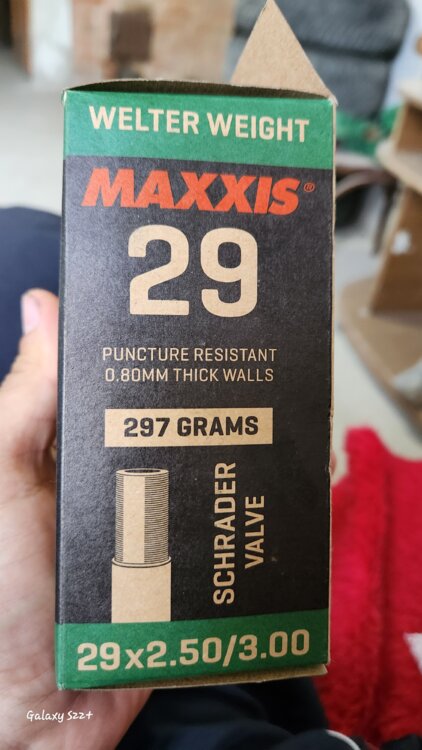 WELTER WEIGHT
MAXXIS®
29
PUNCTURE RESISTANT
0.80MM THICK WALLS
297 GRAMS
SCHRADER
VALVE
29x2.50/3.00
Galaxy S22+